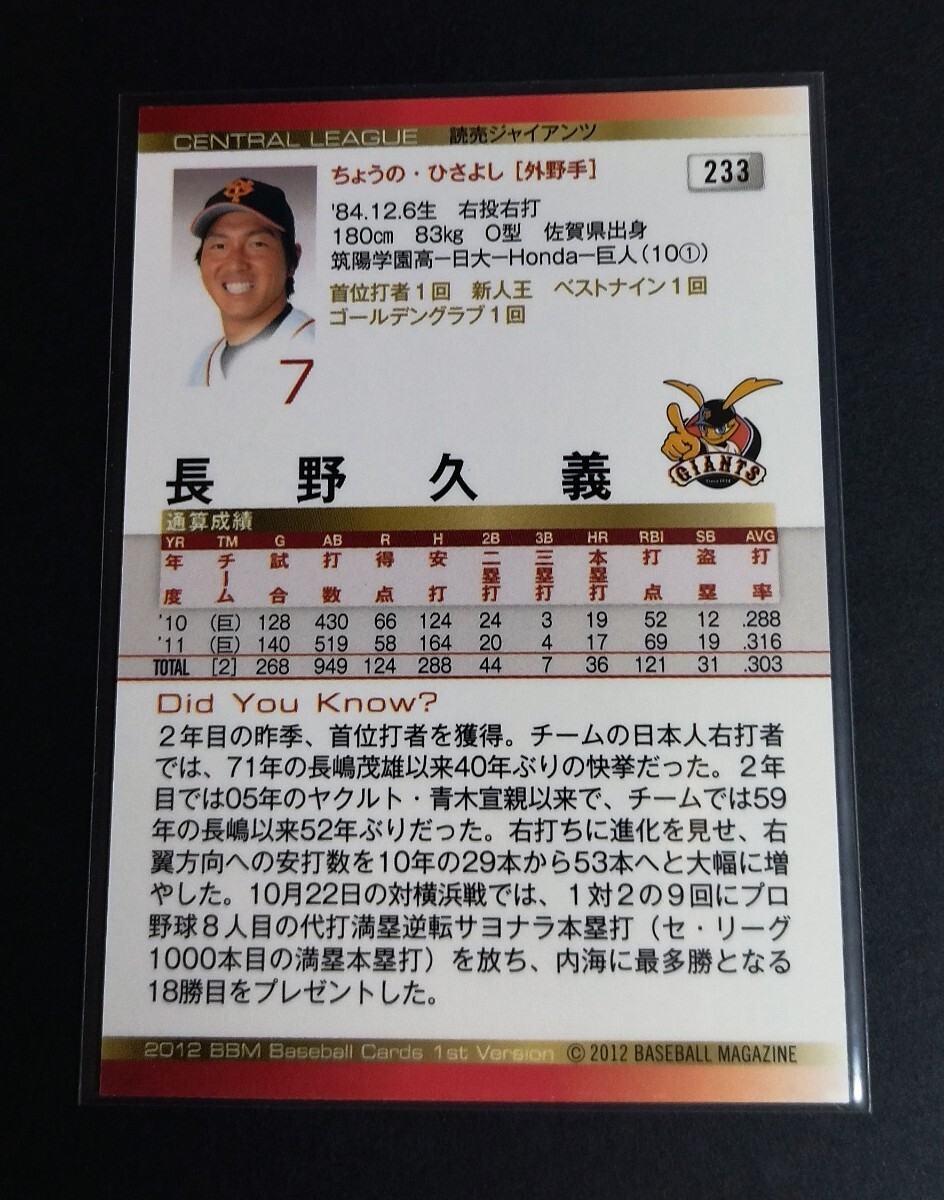 CENTRAL LEAGUE 読売ジャイアンツ
ちょうの・ひさよし [外野手] 233
'84.12.6生 右投右打
180㎝ 83㎏ O型 佐賀県出身
筑陽学園高ー日大ーHondaー巨人(10①)
首位打者1回 新人王 ベストナイン1回
ゴールデングラブ1回
7
GIANTS
長野久義
通算成績
YR TM G AB R H 2B 3B HR RBI SB AVG
年度 チーム 試合 打数 得点 安打 二塁打 三塁打 本塁打 打点 盗塁 打率
'10 (巨) 128 430 66 124 24 3 19 52 12 .288
'11 (巨) 140 519 58 164 20 4 17 69 19 .316
TOTAL [2] 268 949 124 288 44 7 36 121 31 .303
Did You Know?
2年目の昨季、首位打者を獲得。チームの日本人右打者
では、71年の長嶋茂雄以来40年ぶりの快挙だった。2年
目では05年のヤクルト・青木宣親以来で、チームでは59
年の長嶋以来52年ぶりだった。右打ちに進化を見せ、右
翼方向への安打数を10年の29本から53本へと大幅に増
やした。10月22日の対横浜戦では、1対2の9回にプロ
野球8人目の代打満塁逆転サヨナラ本塁打(セ・リーグ
1000本目の満塁本塁打)を放ち、内海に最多勝となる
18勝目をプレゼントした。
2012 BBM Baseball Cards 1st Version © 2012 BASEBALL MAGAZINE